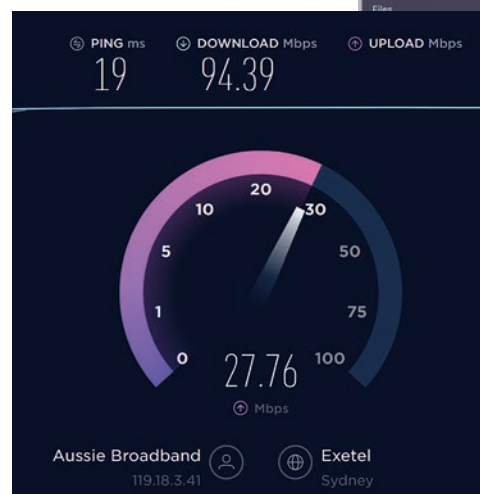 Files
PING ms DOWNLOAD Mbps UPLOAD Mbps
19 94.39
0 1 5 10 20 30 50 75 100
27.76
Mbps
Aussie Broadband Exetel
119.18.3.41 Sydney